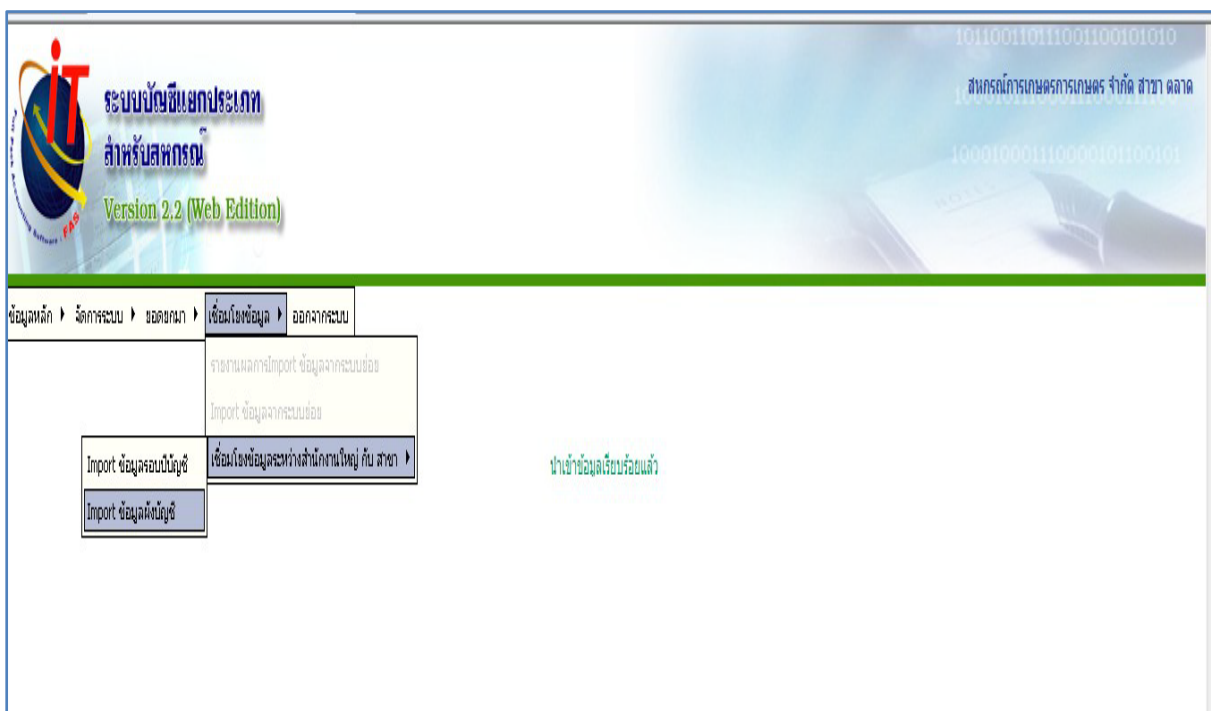 101100110111001100101010
iT
ระบบบัญชีแยกประเภท
สำหรับสหกรณ์
Version 2.2 (Web Edition)
สหกรณ์การเกษตรการเกษตร จำกัด สาขา ตลาด
100010001110000101100101
Full Pack Accounting Software : FAS
ข้อมูลหลัก จัดการระบบ ยอดยกมา เชื่อมโยงข้อมูล ออกจากระบบ
รายงานผลการImport ข้อมูลจากระบบย่อย
Import ข้อมูลจากระบบย่อย
Import ข้อมูลรอบปีบัญชี เชื่อมโยงข้อมูลระหว่างสำนักงานใหญ่ กับ สาขา นำเข้าข้อมูลเรียบร้อยแล้ว
Import ข้อมูลผังบัญชี